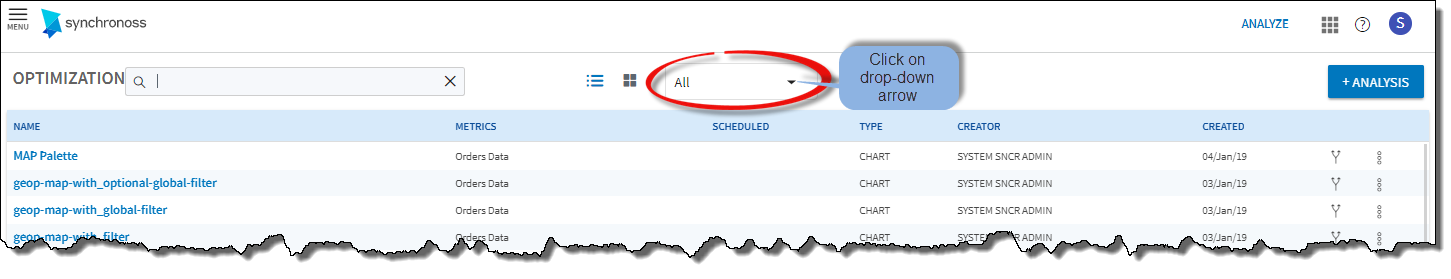 MENU
synchronoss
ANALYZE
?
S
OPTIMIZATION
All
Click on
drop-down
arrow
+ ANALYSIS
NAME METRICS SCHEDULED TYPE CREATOR CREATED
MAP Palette Orders Data CHART SYSTEM SNCR ADMIN 04/Jan/19
geop-map-with_optional-global-filter Orders Data CHART SYSTEM SNCR ADMIN 03/Jan/19
geop-map-with_global-filter Orders Data CHART SYSTEM SNCR ADMIN 03/Jan/19
geop-map-with_filter Orders Data CHART SYSTEM SNCR ADMIN 03/Jan/19